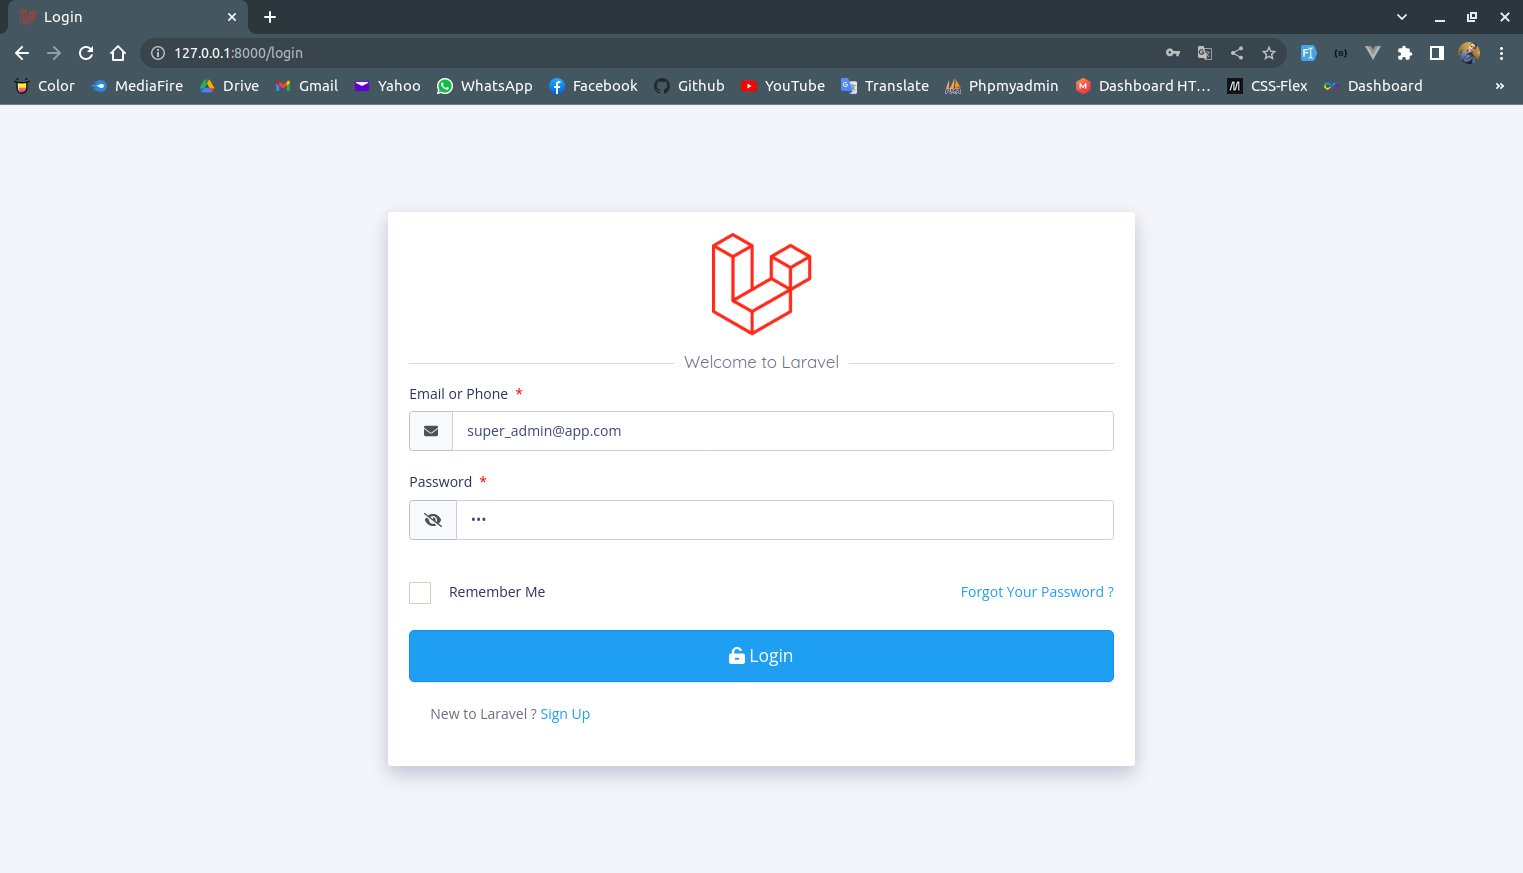 Login
127.0.0.1:8000/login
Color MediaFire Drive Gmail Yahoo WhatsApp Facebook Github YouTube Translate Phpmyadmin Dashboard HT... CSS-Flex Dashboard »
Welcome to Laravel
Email or Phone *
super_admin@app.com
Password *
•••
Remember Me Forgot Your Password ?
Login
New to Laravel ? Sign Up